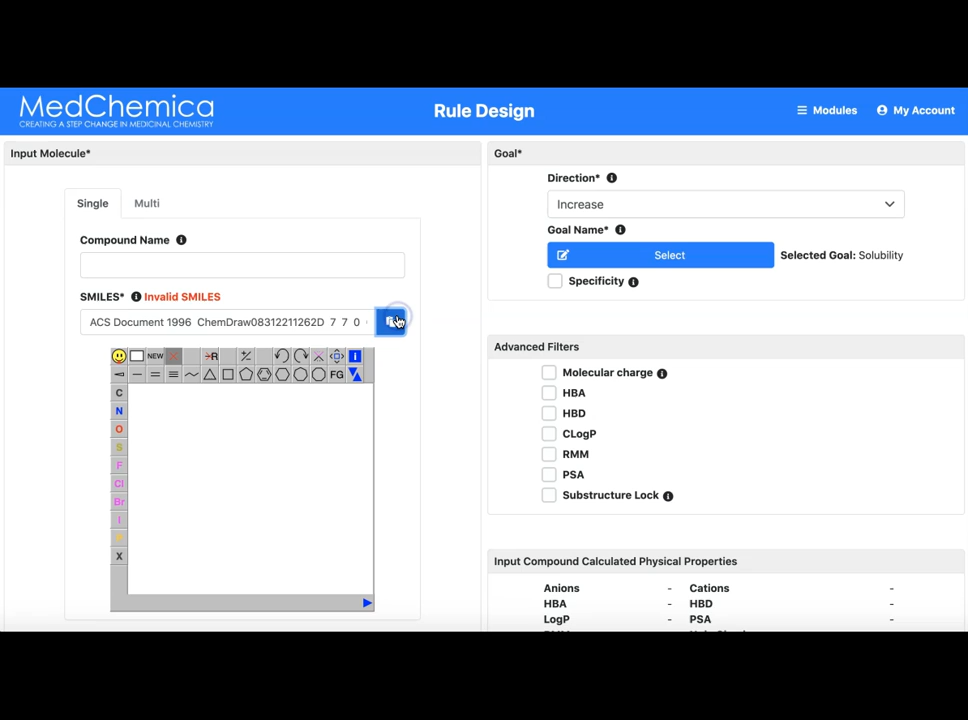 MedChemica
CREATING A STEP CHANGE IN MEDICINAL CHEMISTRY
Rule Design
Modules
My Account
Input Molecule*
Single
Multi
Compound Name
SMILES* Invalid SMILES
ACS Document 1996 ChemDraw08312211262D 7 7 0
NEW
R
FG
C
N
O
S
F
Cl
Br
I
X
Goal*
Direction*
Increase
Goal Name*
Select
Selected Goal: Solubility
Specificity
Advanced Filters
Molecular charge
HBA
HBD
CLogP
RMM
PSA
Substructure Lock
Input Compound Calculated Physical Properties
Anions - Cations -
HBA - HBD -
LogP - PSA -